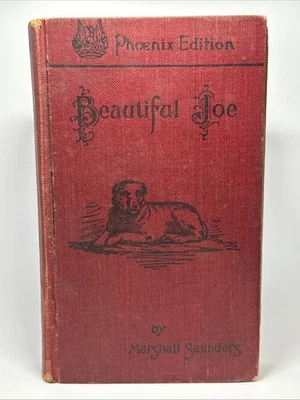 Phoenix Edition
Beautiful Joe
by
Marshall Saunders